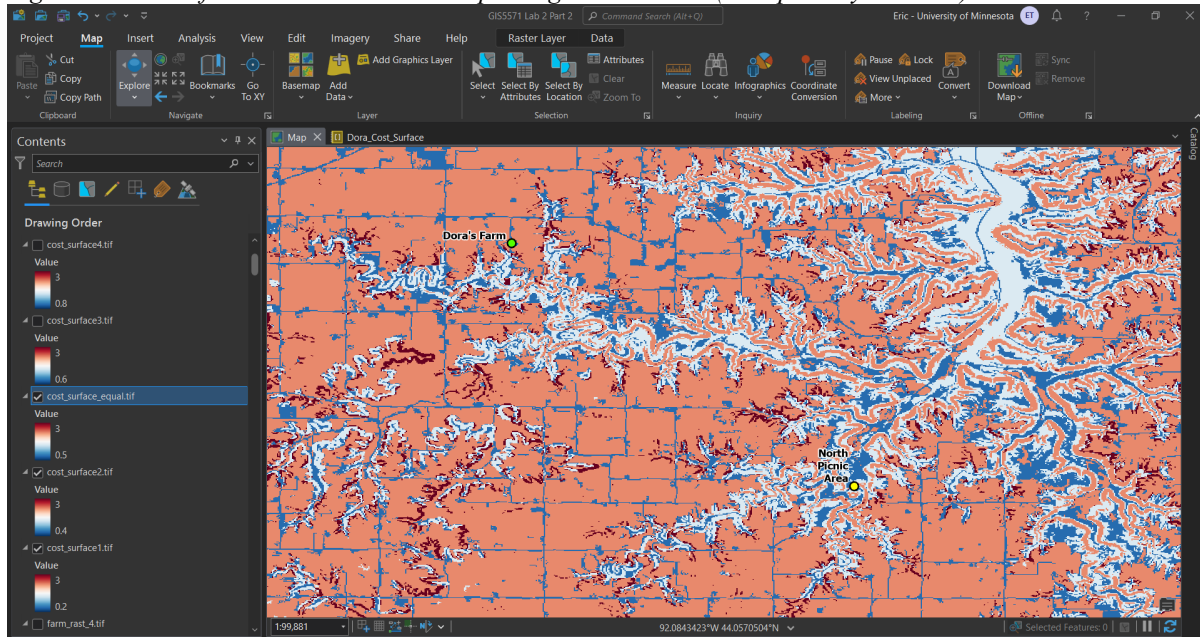 GIS5571 Lab 2 Part 2
Command Search (Alt+Q)
Eric - University of Minnesota
ET
?
Project
Map
Insert
Analysis
View
Edit
Imagery
Share
Help
Raster Layer
Data
Paste
Cut
Copy
Copy Path
Clipboard
Explore
Bookmarks
Go
To XY
Navigate
Basemap
Add
Data
Add Graphics Layer
Layer
Select
Select By
Attributes
Select By
Location
Attributes
Clear
Zoom To
Selection
Measure
Locate
Infographics
Coordinate
Conversion
Inquiry
Pause
Lock
View Unplaced
More
Convert
Labeling
Download
Map
Sync
Remove
Offline
Contents
Map
Dora_Cost_Surface
Catalog
Search
Drawing Order
cost_surface4.tif
Value
3
0.8
cost_surface3.tif
Value
3
0.6
cost_surface_equal.tif
Value
3
0.5
cost_surface2.tif
Value
3
0.4
cost_surface1.tif
Value
3
0.2
farm_rast_4.tif
Dora's Farm
North
Picnic
Area
1:99,881
92.0843423°W 44.0570504°N
Selected Features: 0